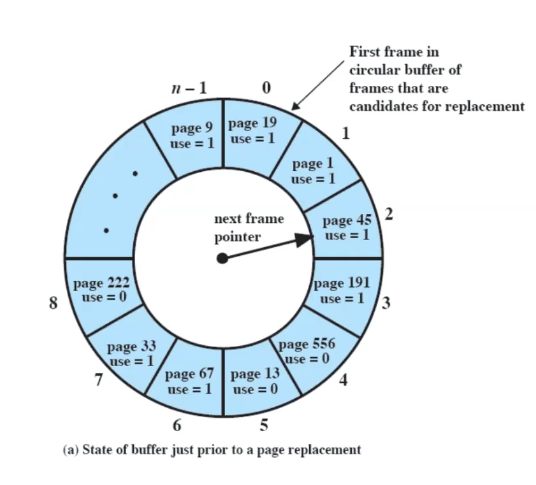 First frame in
circular buffer of
frames that are
candidates for replacement
n – 1
0
page 9
use = 1
page 19
use = 1
1
page 1
use = 1
2
page 45
use = 1
next frame
pointer
page 191
use = 1
3
page 556
use = 0
4
page 13
use = 0
5
page 67
use = 1
6
page 33
use = 1
7
page 222
use = 0
8
(a) State of buffer just prior to a page replacement